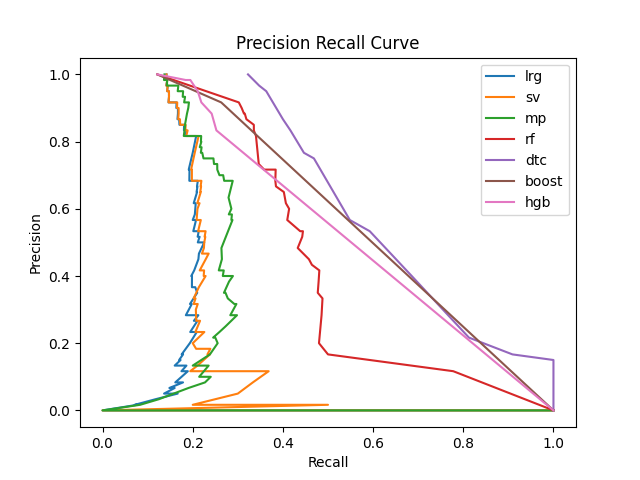 Precision Recall Curve
lrg
sv
mp
rf
dtc
boost
hgb
Precision
1.0
0.8
0.6
0.4
0.2
0.0
0.0 0.2 0.4 0.6 0.8 1.0
Recall